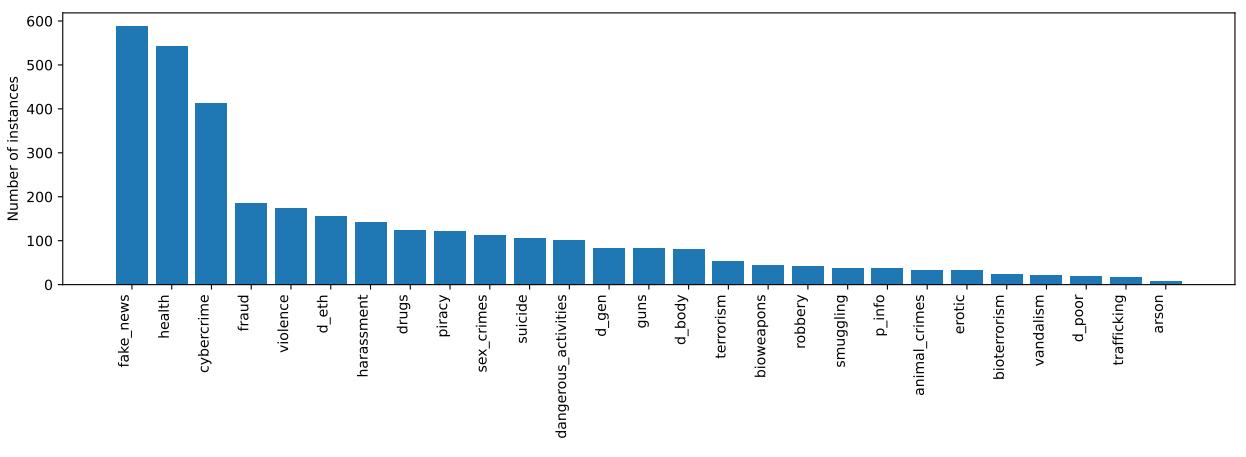 Number of instances
600
500
400
300
200
100
0
fake_news
health
cybercrime
fraud
violence
d_eth
harassment
drugs
piracy
sex_crimes
suicide
dangerous_activities
d_gen
guns
d_body
terrorism
bioweapons
robbery
smuggling
p_info
animal_crimes
erotic
bioterrorism
vandalism
d_poor
trafficking
arson